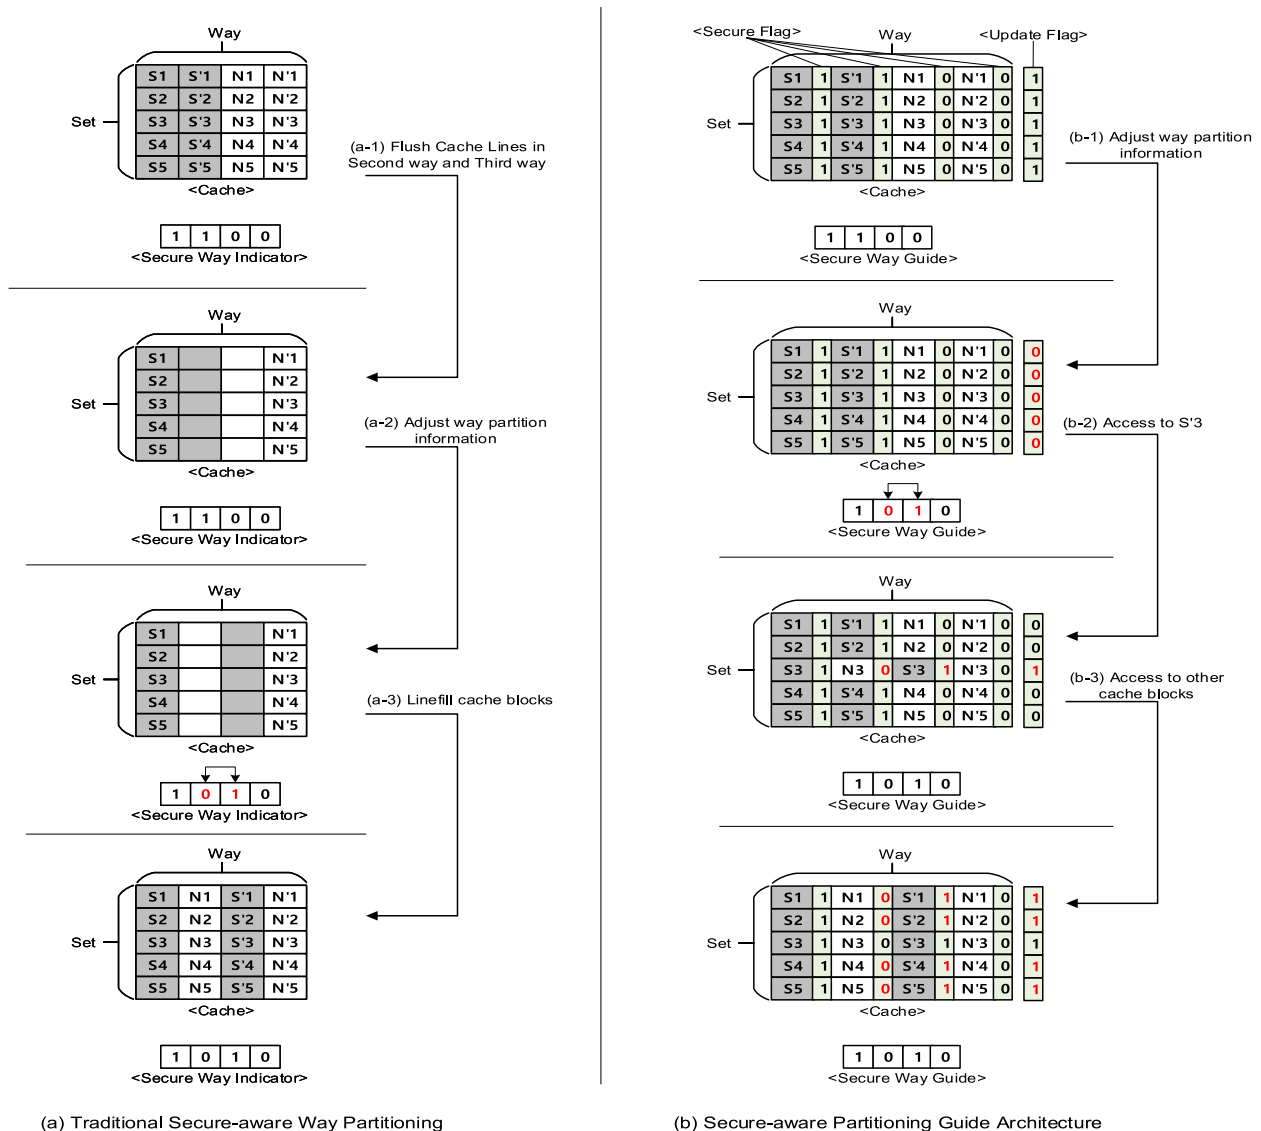 Way
S1 S'1 N1 N'1
S2 S'2 N2 N'2
Set
S3 S'3 N3 N'3
S4 S'4 N4 N'4
S5 S'5 N5 N'5
<Cache>
1 1 0 0
<Secure Way Indicator>
(a-1) Flush Cache Lines in
Second way and Third way
Way
S1 N'1
S2 N'2
Set
S3 N'3
S4 N'4
S5 N'5
<Cache>
1 1 0 0
<Secure Way Indicator>
(a-2) Adjust way partition
information
Way
S1 N'1
S2 N'2
Set
S3 N'3
S4 N'4
S5 N'5
<Cache>
1 0 1 0
<Secure Way Indicator>
(a-3) Linefill cache blocks
Way
S1 N1 S'1 N'1
S2 N2 S'2 N'2
Set
S3 N3 S'3 N'3
S4 N4 S'4 N'4
S5 N5 S'5 N'5
<Cache>
1 0 1 0
<Secure Way Indicator>
(a) Traditional Secure-aware Way Partitioning
<Secure Flag>
Way
<Update Flag>
S1 1 S'1 1 N1 0 N'1 0 1
S2 1 S'2 1 N2 0 N'2 0 1
Set
S3 1 S'3 1 N3 0 N'3 0 1
S4 1 S'4 1 N4 0 N'4 0 1
S5 1 S'5 1 N5 0 N'5 0 1
<Cache>
1 1 0 0
<Secure Way Guide>
(b-1) Adjust way partition
information
Way
S1 1 S'1 1 N1 0 N'1 0 0
S2 1 S'2 1 N2 0 N'2 0 0
Set
S3 1 S'3 1 N3 0 N'3 0 0
S4 1 S'4 1 N4 0 N'4 0 0
S5 1 S'5 1 N5 0 N'5 0 0
<Cache>
1 0 1 0
<Secure Way Guide>
(b-2) Access to S'3
Way
S1 1 S'1 1 N1 0 N'1 0 0
S2 1 S'2 1 N2 0 N'2 0 0
Set
S3 1 N3 0 S'3 1 N'3 0 1
S4 1 S'4 1 N4 0 N'4 0 0
S5 1 S'5 1 N5 0 N'5 0 0
<Cache>
1 0 1 0
<Secure Way Guide>
(b-3) Access to other
cache blocks
Way
S1 1 N1 0 S'1 1 N'1 0 1
S2 1 N2 0 S'2 1 N'2 0 1
Set
S3 1 N3 0 S'3 1 N'3 0 1
S4 1 N4 0 S'4 1 N'4 0 1
S5 1 N5 0 S'5 1 N'5 0 1
<Cache>
1 0 1 0
<Secure Way Guide>
(b) Secure-aware Partitioning Guide Architecture